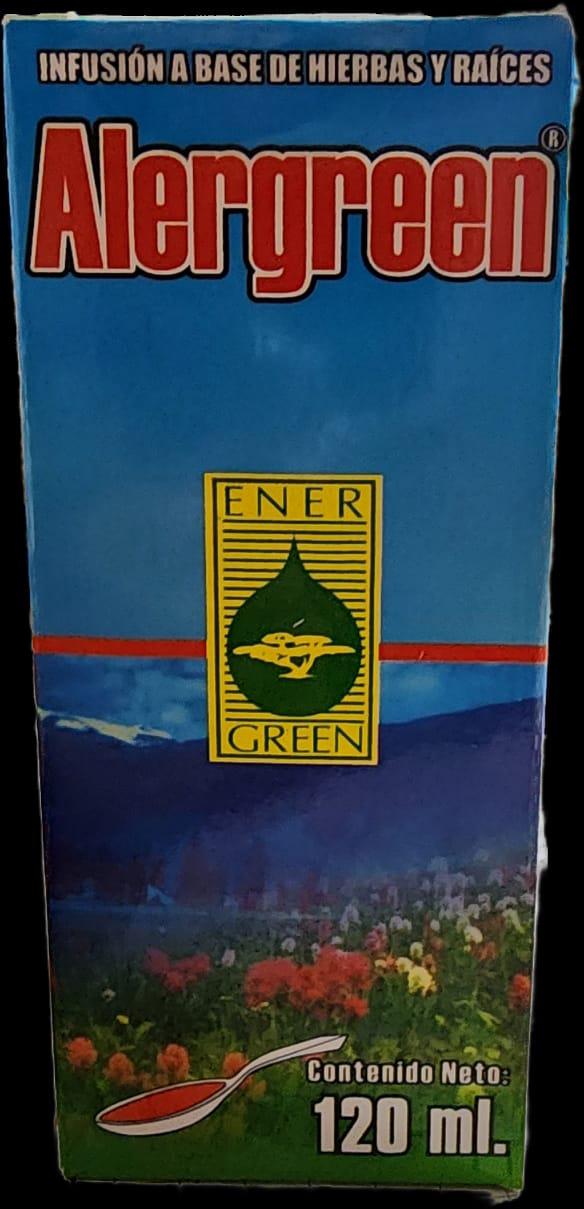 INFUSIÓN A BASE DE HIERBAS Y RAÍCES
Alergreen®
ENER
GREEN
Contenido Neto:
120 ml.